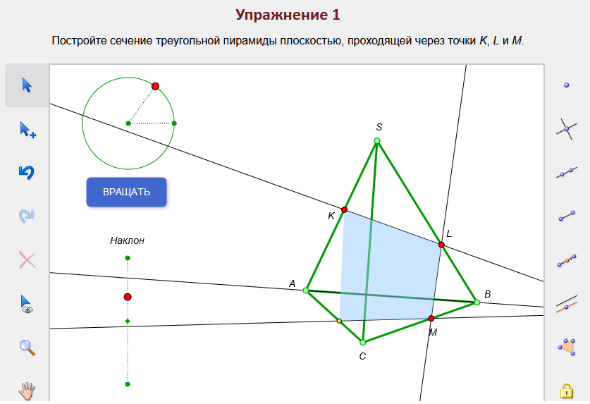 Упражнение 1
Постройте сечение треугольной пирамиды плоскостью, проходящей через точки K, L и M.
S
ВРАЩАТЬ
K
L
Наклон
A
B
M
C